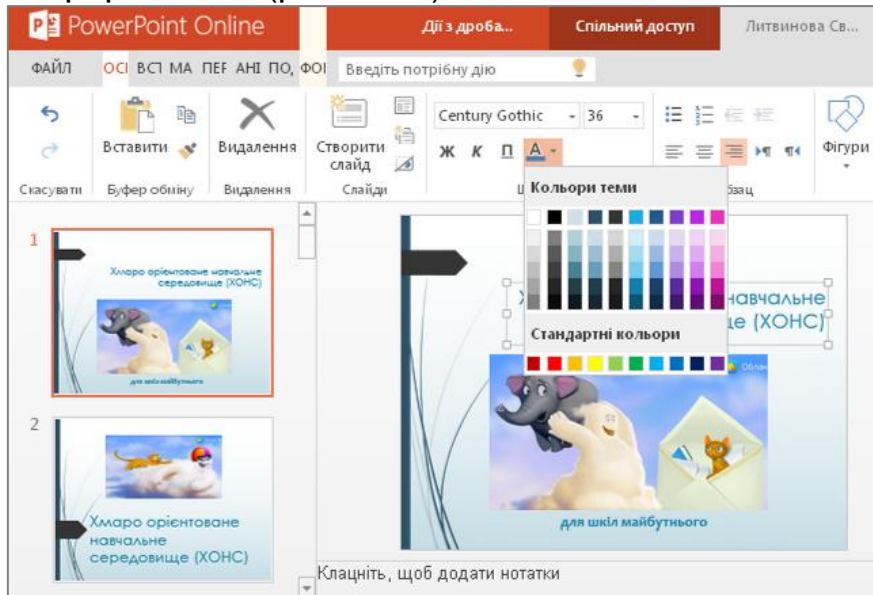 PowerPoint Online Дії з дроба... Спільний доступ Литвинова Св...
ФАЙЛ ОСІ ВСТ МА ПЕР АНІ ПО, ФОІ Введіть потрібну дію
Century Gothic 36
Вставити Видалення Створити слайд Ж К П А Фігури
Скасувати Буфер обміну Видалення Слайди Ш бзац
Кольори теми
Стандартні кольори
1
Хмаро орієнтоване навчальне
середовище (ХОНС)
для шкіл майбутнього
2
Хмаро орієнтоване
навчальне
середовище (ХОНС)
навчальне
це (ХОНС)
для шкіл майбутнього
Клацніть, щоб додати нотатки